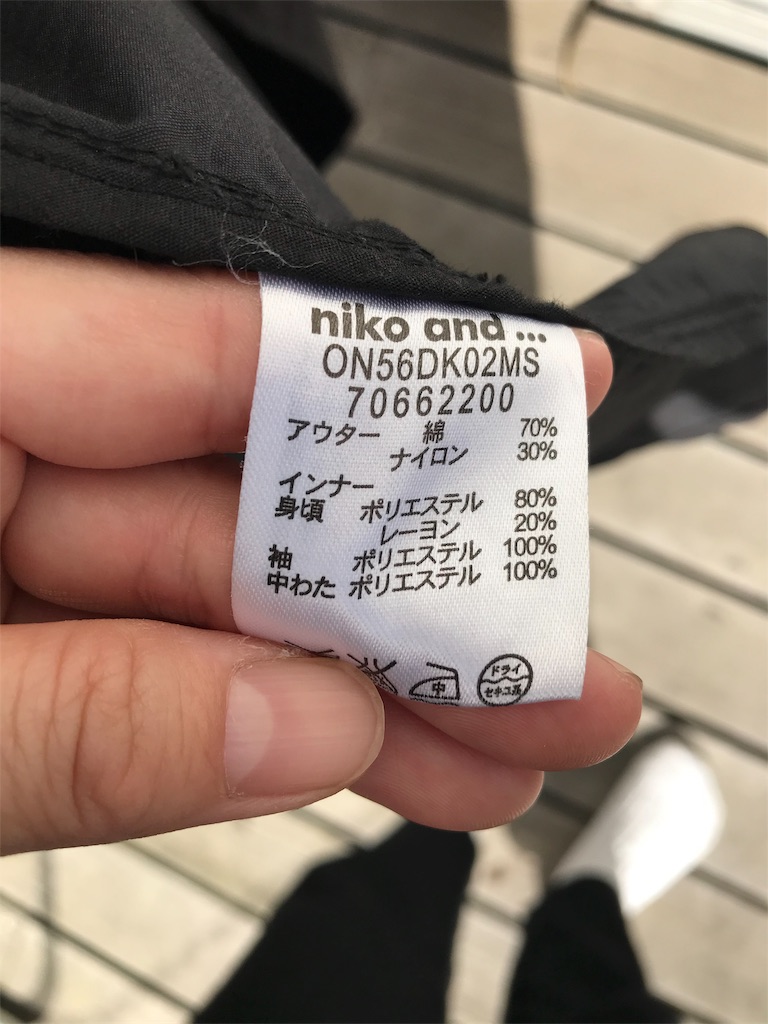 niko and ...
ON56DK02MS
70662200
アウター 綿 70%
ナイロン 30%
インナー
身頃 ポリエステル 80%
レーヨン 20%
袖 ポリエステル 100%
中わた ポリエステル 100%
中
ドライ
セキユ系